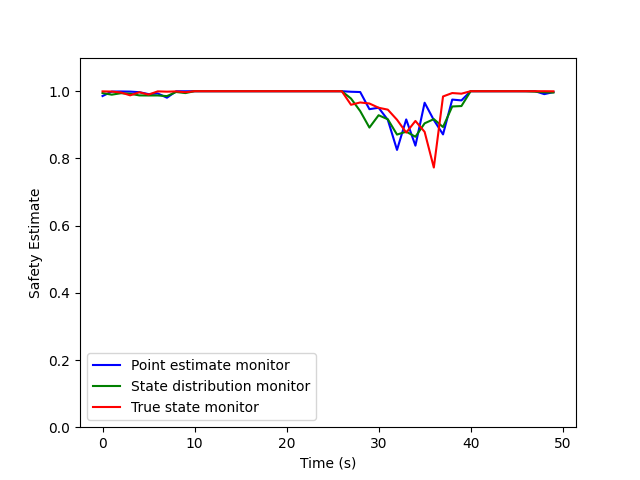 1.0
0.8
0.6
0.4
0.2
0.0
Safety Estimate
Point estimate monitor
State distribution monitor
True state monitor
0 10 20 30 40 50
Time (s)